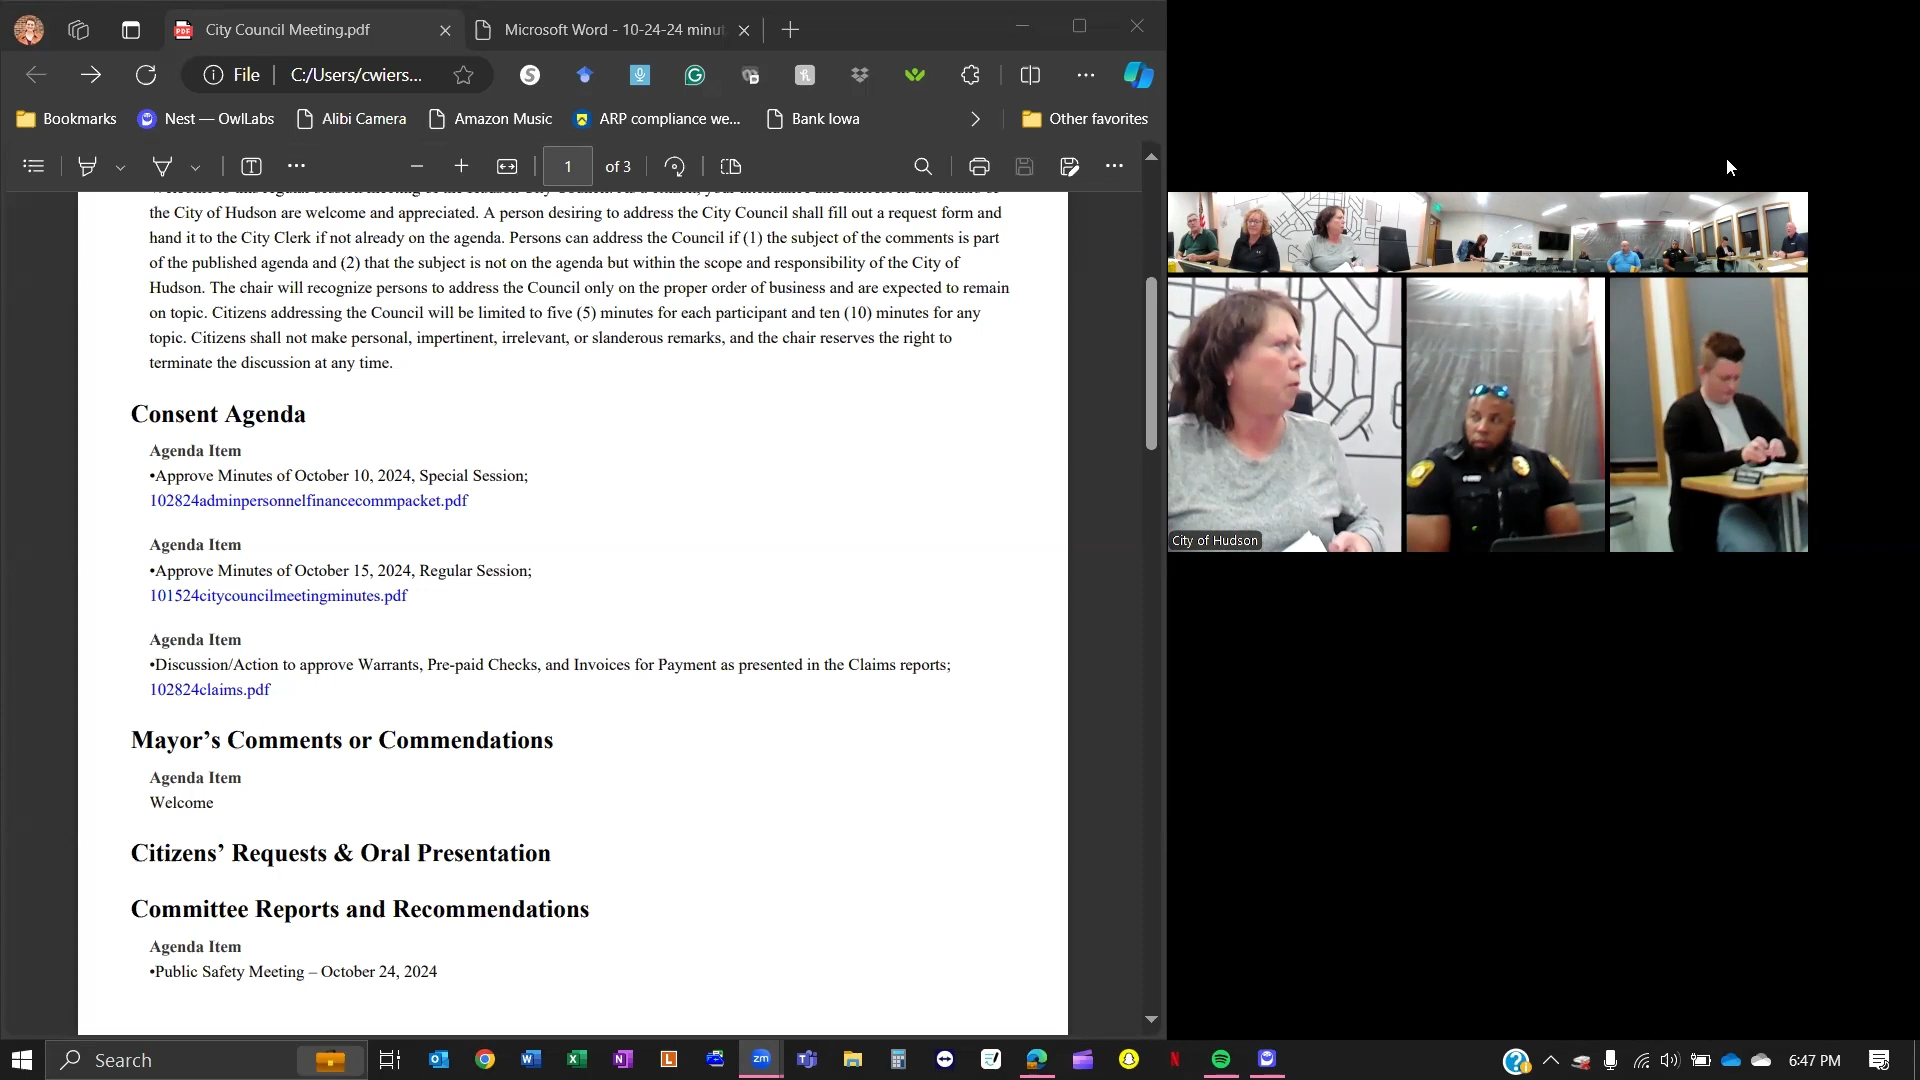 City Council Meeting.pdf
Microsoft Word - 10-24-24 minu
File
C:/Users/cwiers...
Bookmarks
Nest — OwlLabs
Alibi Camera
Amazon Music
ARP compliance we...
Bank Iowa
Other favorites
1
of 3
the City of Hudson are welcome and appreciated. A person desiring to address the City Council shall fill out a request form and
hand it to the City Clerk if not already on the agenda. Persons can address the Council if (1) the subject of the comments is part
of the published agenda and (2) that the subject is not on the agenda but within the scope and responsibility of the City of
Hudson. The chair will recognize persons to address the Council only on the proper order of business and are expected to remain
on topic. Citizens addressing the Council will be limited to five (5) minutes for each participant and ten (10) minutes for any
topic. Citizens shall not make personal, impertinent, irrelevant, or slanderous remarks, and the chair reserves the right to
terminate the discussion at any time.
Consent Agenda
Agenda Item
•Approve Minutes of October 10, 2024, Special Session;
102824adminpersonnelfinancecommpacket.pdf
Agenda Item
•Approve Minutes of October 15, 2024, Regular Session;
101524citycouncilmeetingminutes.pdf
Agenda Item
•Discussion/Action to approve Warrants, Pre-paid Checks, and Invoices for Payment as presented in the Claims reports;
102824claims.pdf
Mayor’s Comments or Commendations
Agenda Item
Welcome
Citizens’ Requests & Oral Presentation
Committee Reports and Recommendations
Agenda Item
•Public Safety Meeting – October 24, 2024
City of Hudson
Search
zm
6:47 PM